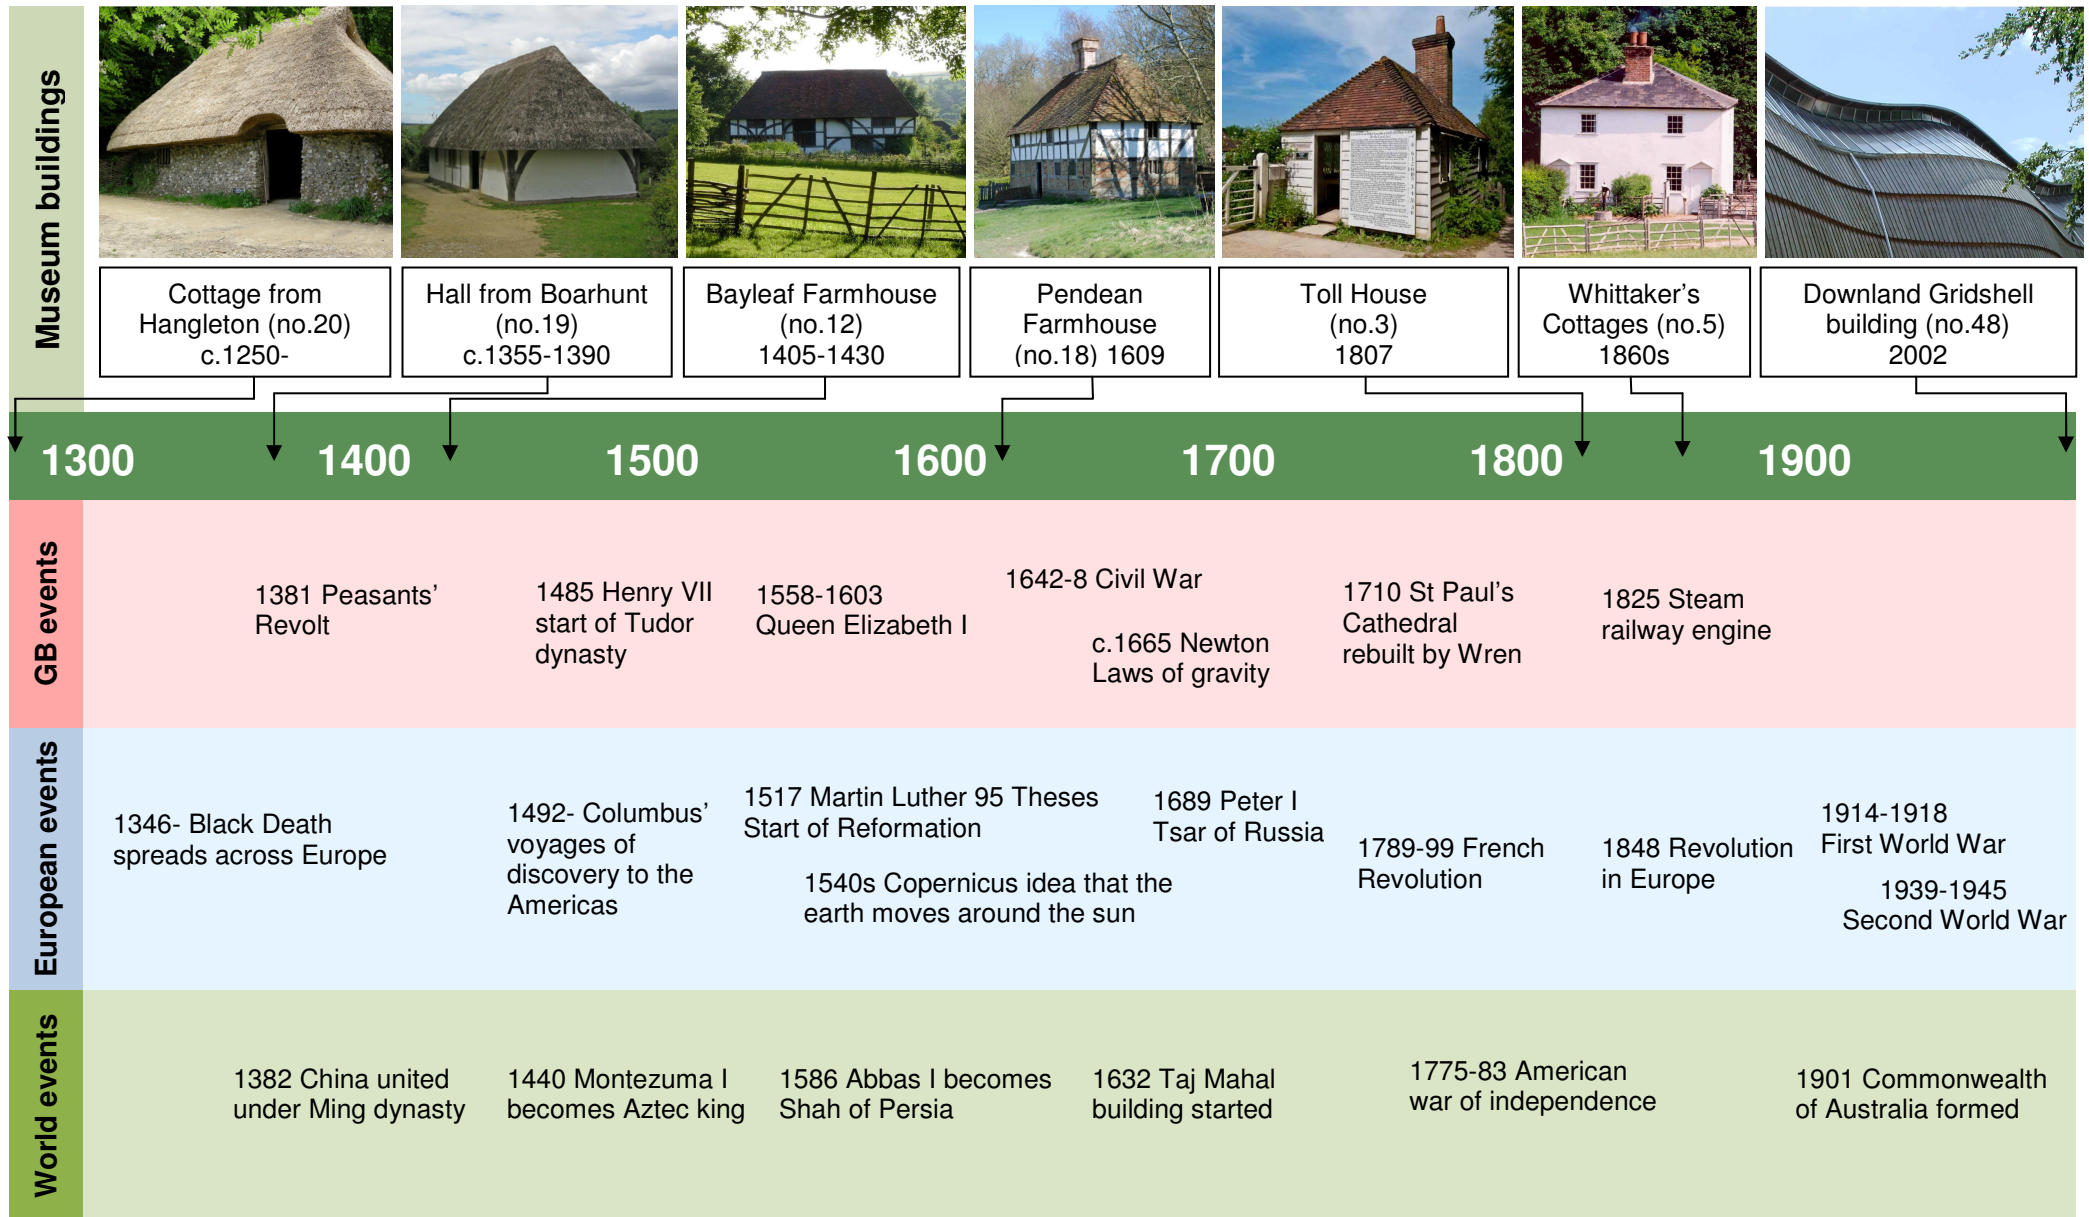 Museum buildings
Cottage from
Hangleton (no.20)
c.1250-
Hall from Boarhunt
(no.19)
c.1355-1390
Bayleaf Farmhouse
(no.12)
1405-1430
Pendean
Farmhouse
(no.18) 1609
Toll House
(no.3)
1807
Whittaker’s
Cottages (no.5)
1860s
Downland Gridshell
building (no.48)
2002
1300 1400 1500 1600 1700 1800 1900
GB events
1381 Peasants’
Revolt
1485 Henry VII
start of Tudor
dynasty
1558-1603
Queen Elizabeth I
1642-8 Civil War
c.1665 Newton
Laws of gravity
1710 St Paul’s
Cathedral
rebuilt by Wren
1825 Steam
railway engine
European events
1346- Black Death
spreads across Europe
1492- Columbus’
voyages of
discovery to the
Americas
1517 Martin Luther 95 Theses
Start of Reformation
1540s Copernicus idea that the
earth moves around the sun
1689 Peter I
Tsar of Russia
1789-99 French
Revolution
1848 Revolution
in Europe
1914-1918
First World War
1939-1945
Second World War
World events
1382 China united
under Ming dynasty
1440 Montezuma I
becomes Aztec king
1586 Abbas I becomes
Shah of Persia
1632 Taj Mahal
building started
1775-83 American
war of independence
1901 Commonwealth
of Australia formed